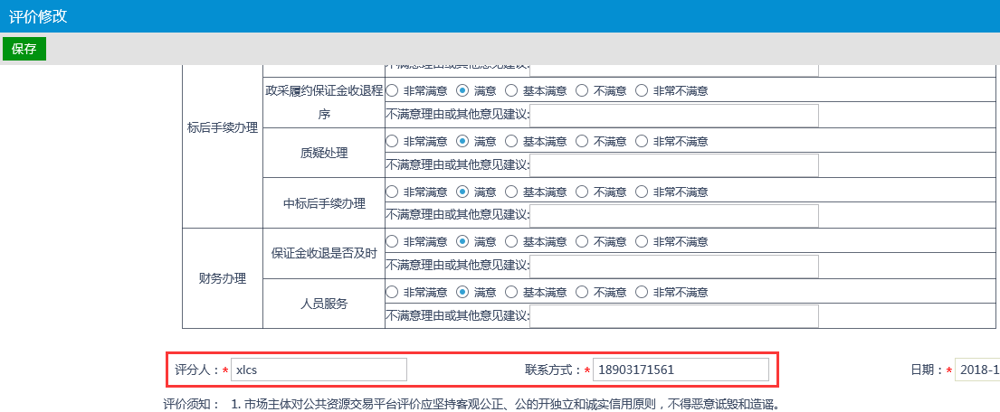 评价修改
保存
不满意理由或其他意见建议:
标后手续办理
政采履约保证金收退程序
非常满意 满意 基本满意 不满意 非常不满意
不满意理由或其他意见建议:
质疑处理
非常满意 满意 基本满意 不满意 非常不满意
不满意理由或其他意见建议:
中标后手续办理
非常满意 满意 基本满意 不满意 非常不满意
不满意理由或其他意见建议:
财务办理
保证金收退是否及时
非常满意 满意 基本满意 不满意 非常不满意
不满意理由或其他意见建议:
人员服务
非常满意 满意 基本满意 不满意 非常不满意
不满意理由或其他意见建议:
评分人:* xlcs 联系方式:* 18903171561 日期:* 2018-1
评价须知: 1. 市场主体对公共资源交易平台评价应坚持客观公正、公的开独立和诚实信用原则，不得恶意诋毁和造谣。